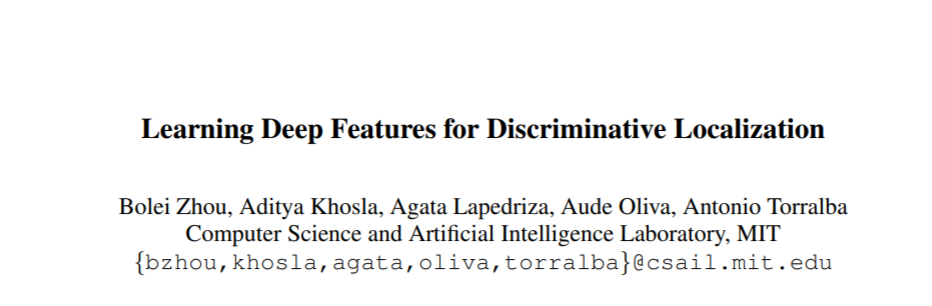 Learning Deep Features for Discriminative Localization
Bolei Zhou, Aditya Khosla, Agata Lapedriza, Aude Oliva, Antonio Torralba
Computer Science and Artificial Intelligence Laboratory, MIT
{bzhou,khosla,agata,oliva,torralba}@csail.mit.edu